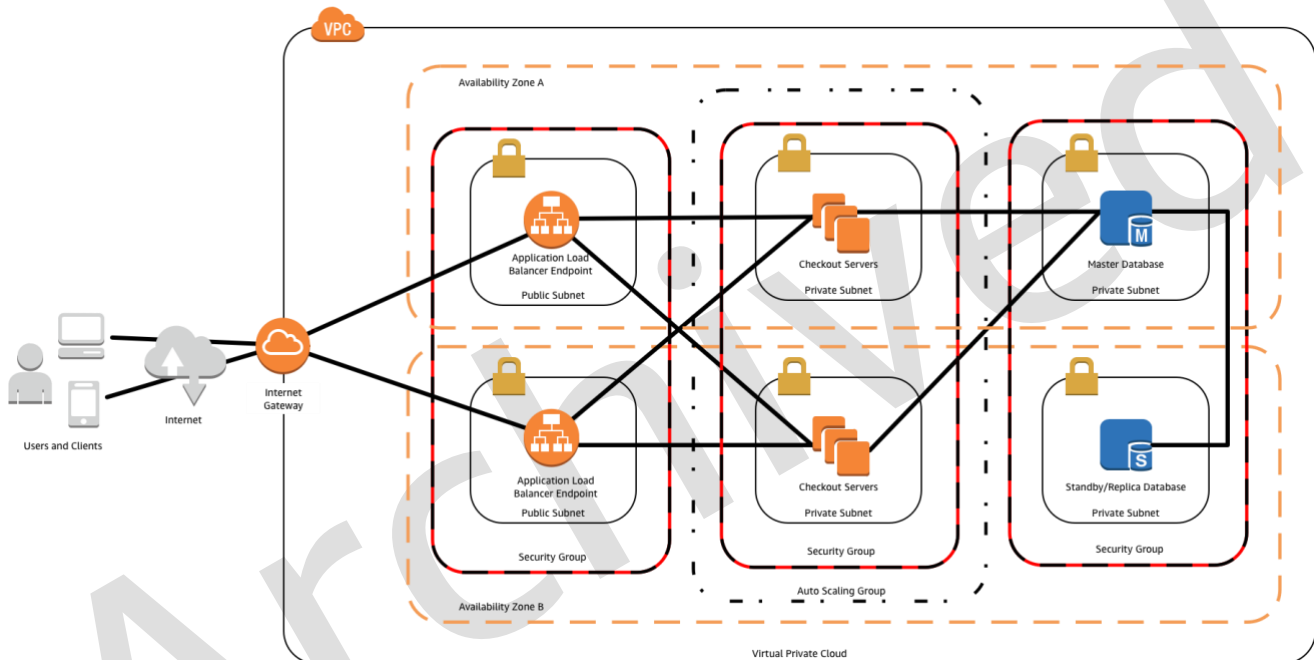 VPC
Availability Zone A
Application Load
Balancer Endpoint
Public Subnet
Checkout Servers
Private Subnet
M
Master Database
Private Subnet
Internet
Gateway
Internet
Users and Clients
Application Load
Balancer Endpoint
Public Subnet
Security Group
Checkout Servers
Private Subnet
Security Group
Auto Scaling Group
S
Standby/Replica Database
Private Subnet
Security Group
Availability Zone B
Virtual Private Cloud
Archived